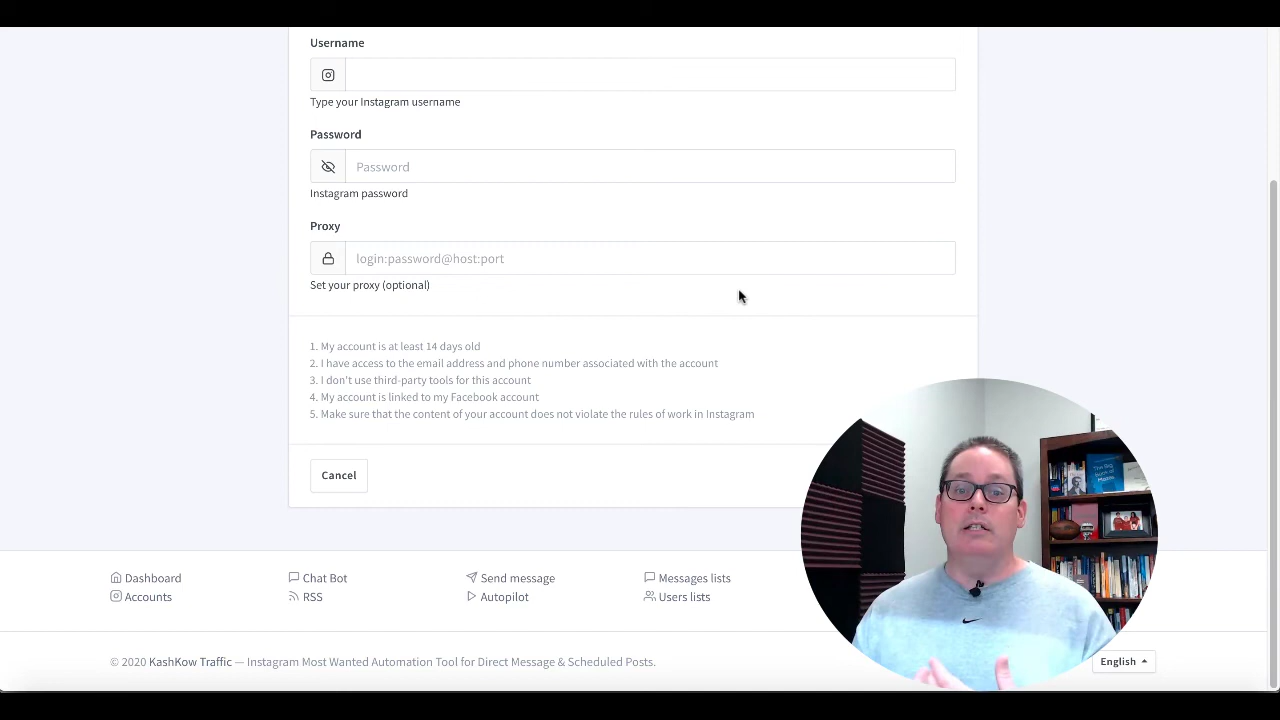 Username
Type your Instagram username
Password
Password
Instagram password
Proxy
login:password@host:port
Set your proxy (optional)
1. My account is at least 14 days old
2. I have access to the email address and phone number associated with the account
3. I don't use third-party tools for this account
4. My account is linked to my Facebook account
5. Make sure that the content of your account does not violate the rules of work in Instagram
Cancel
Dashboard
Chat Bot
Send message
Messages lists
Accounts
RSS
Autopilot
Users lists
© 2020 KashKow Traffic — Instagram Most Wanted Automation Tool for Direct Message & Scheduled Posts.
English